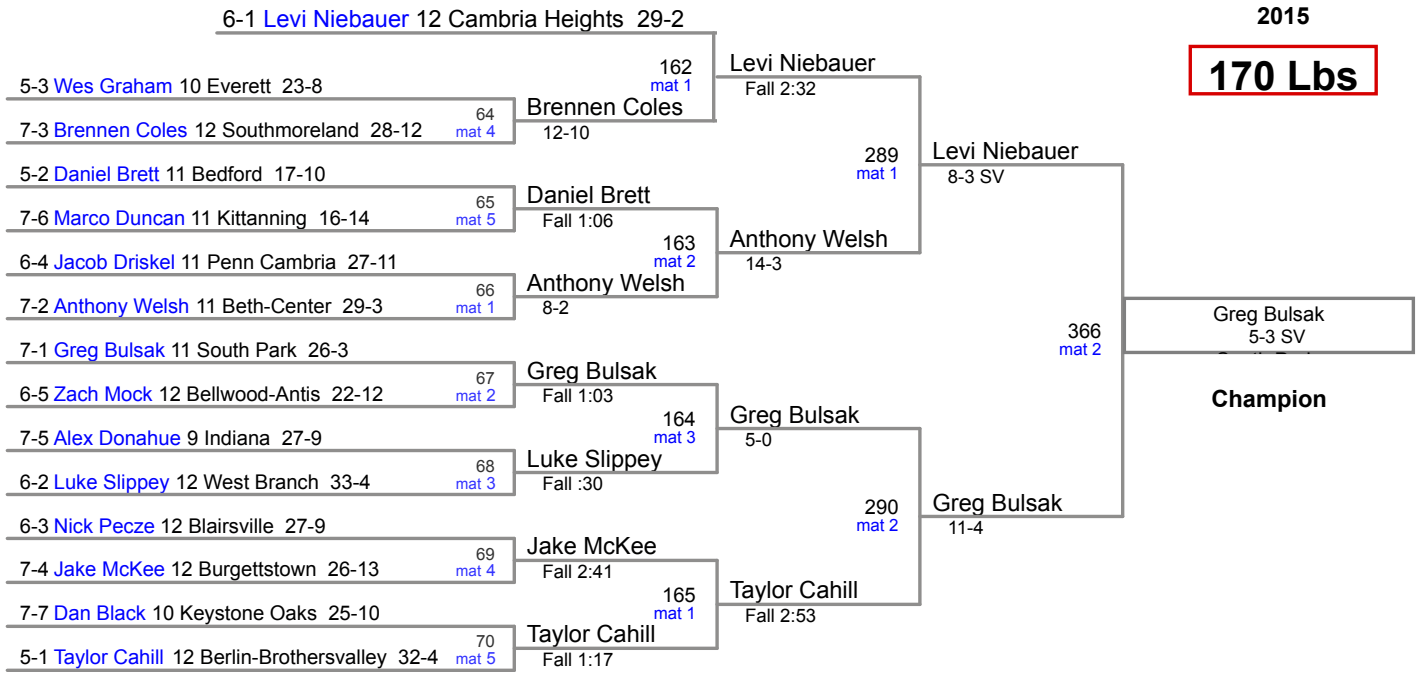 6-1 Levi Niebauer 12 Cambria Heights 29-2
2015
170 Lbs
5-3 Wes Graham 10 Everett 23-8
7-3 Brennen Coles 12 Southmoreland 28-12
64
mat 4
5-2 Daniel Brett 11 Bedford 17-10
7-6 Marco Duncan 11 Kittanning 16-14
65
mat 5
6-4 Jacob Driskel 11 Penn Cambria 27-11
7-2 Anthony Welsh 11 Beth-Center 29-3
66
mat 1
7-1 Greg Bulsak 11 South Park 26-3
6-5 Zach Mock 12 Bellwood-Antis 22-12
67
mat 2
7-5 Alex Donahue 9 Indiana 27-9
6-2 Luke Slippey 12 West Branch 33-4
68
mat 3
6-3 Nick Pecze 12 Blairsville 27-9
7-4 Jake McKee 12 Burgettstown 26-13
69
mat 4
7-7 Dan Black 10 Keystone Oaks 25-10
5-1 Taylor Cahill 12 Berlin-Brothersvalley 32-4
70
mat 5
Brennen Coles
12-10
162
mat 1
Daniel Brett
Fall 1:06
163
mat 2
Anthony Welsh
8-2
Greg Bulsak
Fall 1:03
164
mat 3
Luke Slippey
Fall :30
Jake McKee
Fall 2:41
165
mat 1
Taylor Cahill
Fall 1:17
Levi Niebauer
Fall 2:32
289
mat 1
Anthony Welsh
14-3
Greg Bulsak
5-0
290
mat 2
Taylor Cahill
Fall 2:53
Levi Niebauer
8-3 SV
366
mat 2
Greg Bulsak
11-4
Greg Bulsak
5-3 SV
Champion